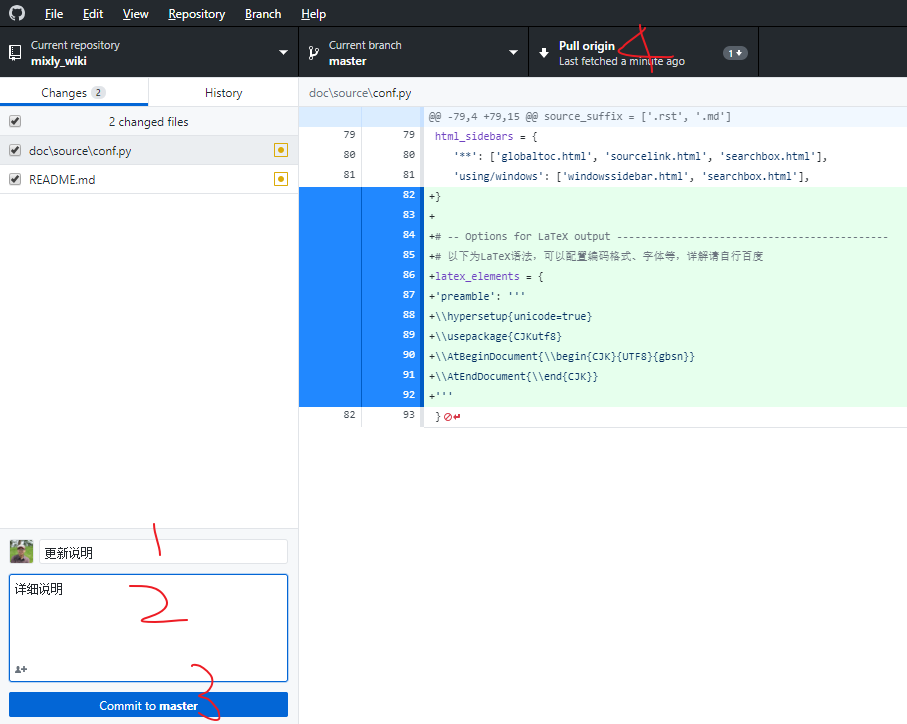 File Edit View Repository Branch Help
Current repository
mixly_wiki
Current branch
master
Pull origin
Last fetched a minute ago
1
4
Changes 2
History
doc\source\conf.py
2 changed files
doc\source\conf.py
README.md
@@ -79,4 +79,15 @@ source_suffix = ['.rst', '.md']
79 79 html_sidebars = {
80 80 '**': ['globaltoc.html', 'sourcelink.html', 'searchbox.html'],
81 81 'using/windows': ['windowssidebar.html', 'searchbox.html'],
82 +}
83 +
84 +# -- Options for LaTeX output -------------------------------------------
85 +# 以下为LaTeX语法，可以配置编码格式、字体等，详解请自行百度
86 +latex_elements = {
87 +'preamble': '''
88 +\\hypersetup{unicode=true}
89 +\\usepackage{CJKutf8}
90 +\\AtBeginDocument{\\begin{CJK}{UTF8}{gbsn}}
91 +\\AtEndDocument{\\end{CJK}}
92 +'''
82 93 }
更新说明
1
详细说明
2
3
Commit to master